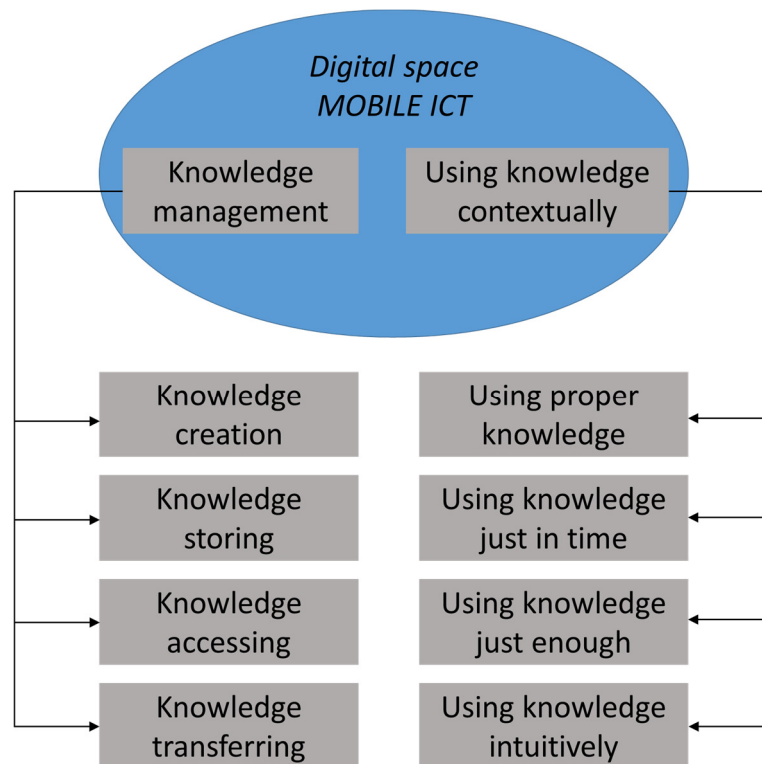 Digital space
MOBILE ICT
Knowledge
management
Using knowledge
contextually
Knowledge
creation
Using proper
knowledge
Knowledge
storing
Using knowledge
just in time
Knowledge
accessing
Using knowledge
just enough
Knowledge
transferring
Using knowledge
intuitively